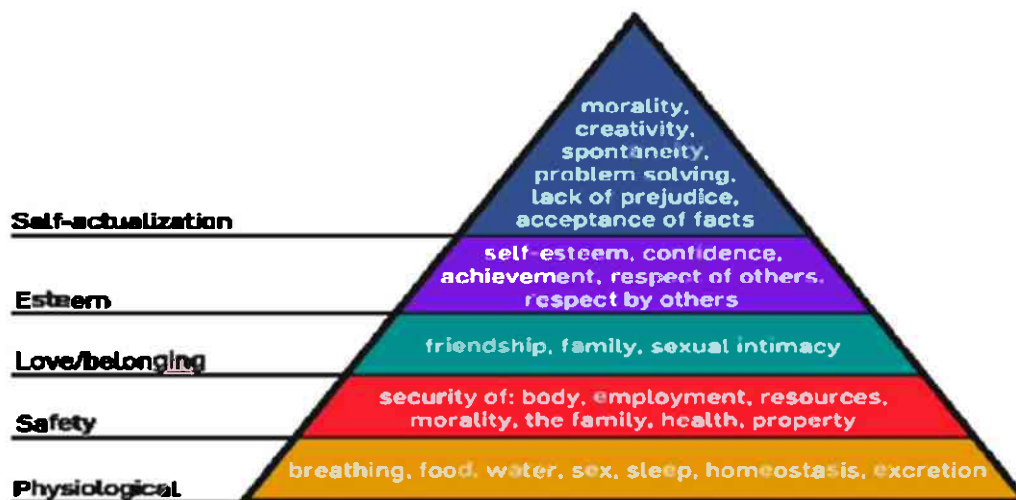 morality,
creativity,
spontaneity,
problem solving,
lack of prejudice,
acceptance of facts
Self-actualization
self-esteem, confidence,
achievement, respect of others,
respect by others
Esteem
friendship, family, sexual intimacy
Love/belonging
security of: body, employment, resources,
morality, the family, health, property
Safety
breathing, food, water, sex, sleep, homeostasis, excretion
Physiological